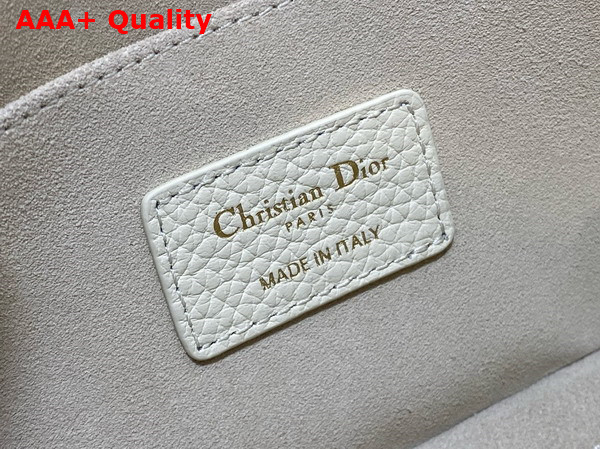 AAA+ Quality
Christian Dior
PARIS
MADE IN ITALY